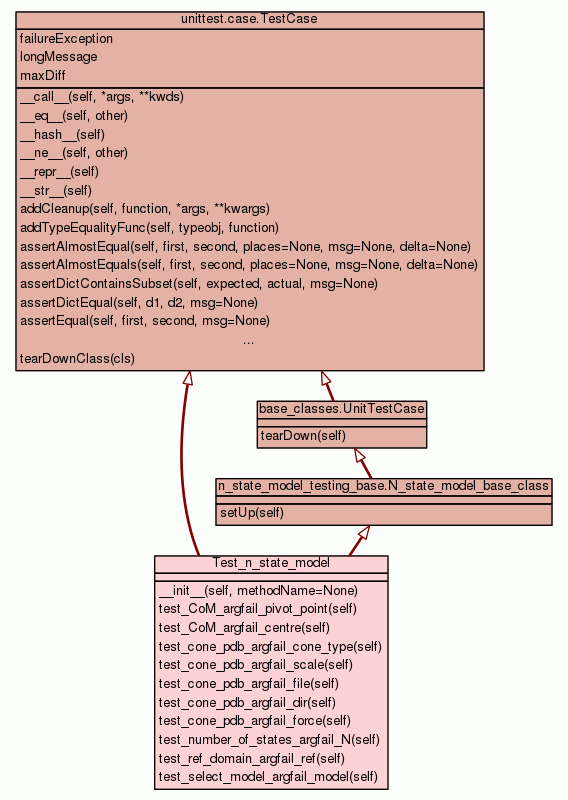 unittest.case.TestCase
failureException
longMessage
maxDiff
__call__(self, *args, **kwds)
__eq__(self, other)
__hash__(self)
__ne__(self, other)
__repr__(self)
__str__(self)
addCleanup(self, function, *args, **kwargs)
addTypeEqualityFunc(self, typeobj, function)
assertAlmostEqual(self, first, second, places=None, msg=None, delta=None)
assertAlmostEquals(self, first, second, places=None, msg=None, delta=None)
assertDictContainsSubset(self, expected, actual, msg=None)
assertDictEqual(self, d1, d2, msg=None)
assertEqual(self, first, second, msg=None)
...
tearDownClass(cls)
base_classes.UnitTestCase
tearDown(self)
n_state_model_testing_base.N_state_model_base_class
setUp(self)
Test_n_state_model
__init__(self, methodName=None)
test_CoM_argfail_pivot_point(self)
test_CoM_argfail_centre(self)
test_cone_pdb_argfail_cone_type(self)
test_cone_pdb_argfail_scale(self)
test_cone_pdb_argfail_file(self)
test_cone_pdb_argfail_dir(self)
test_cone_pdb_argfail_force(self)
test_number_of_states_argfail_N(self)
test_ref_domain_argfail_ref(self)
test_select_model_argfail_model(self)